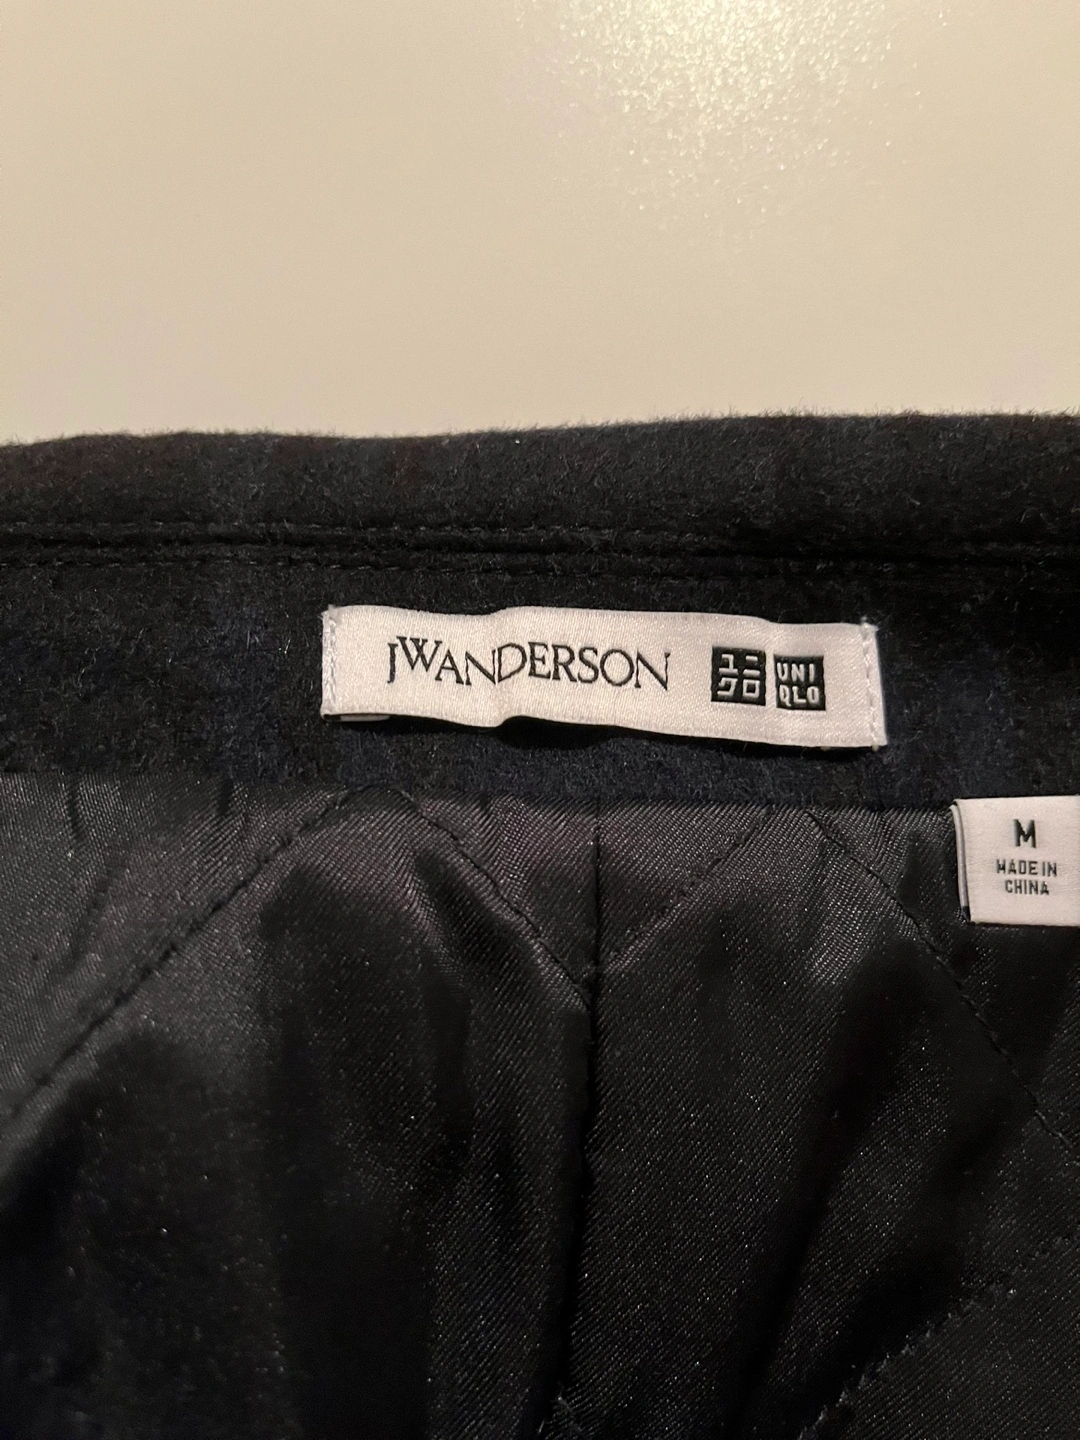 JWANDERSON
ユニ
クロ
UNI
QLO
M
MADE IN
CHINA